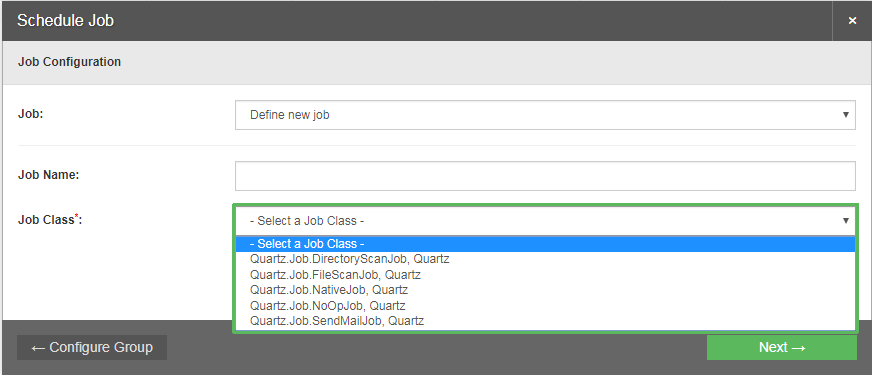 Schedule Job ×
Job Configuration
Job: Define new job ▼
Job Name:
Job Class*: - Select a Job Class - ▼
- Select a Job Class -
Quartz.Job.DirectoryScanJob, Quartz
Quartz.Job.FileScanJob, Quartz
Quartz.Job.NativeJob, Quartz
Quartz.Job.NoOpJob, Quartz
Quartz.Job.SendMailJob, Quartz
← Configure Group Next →